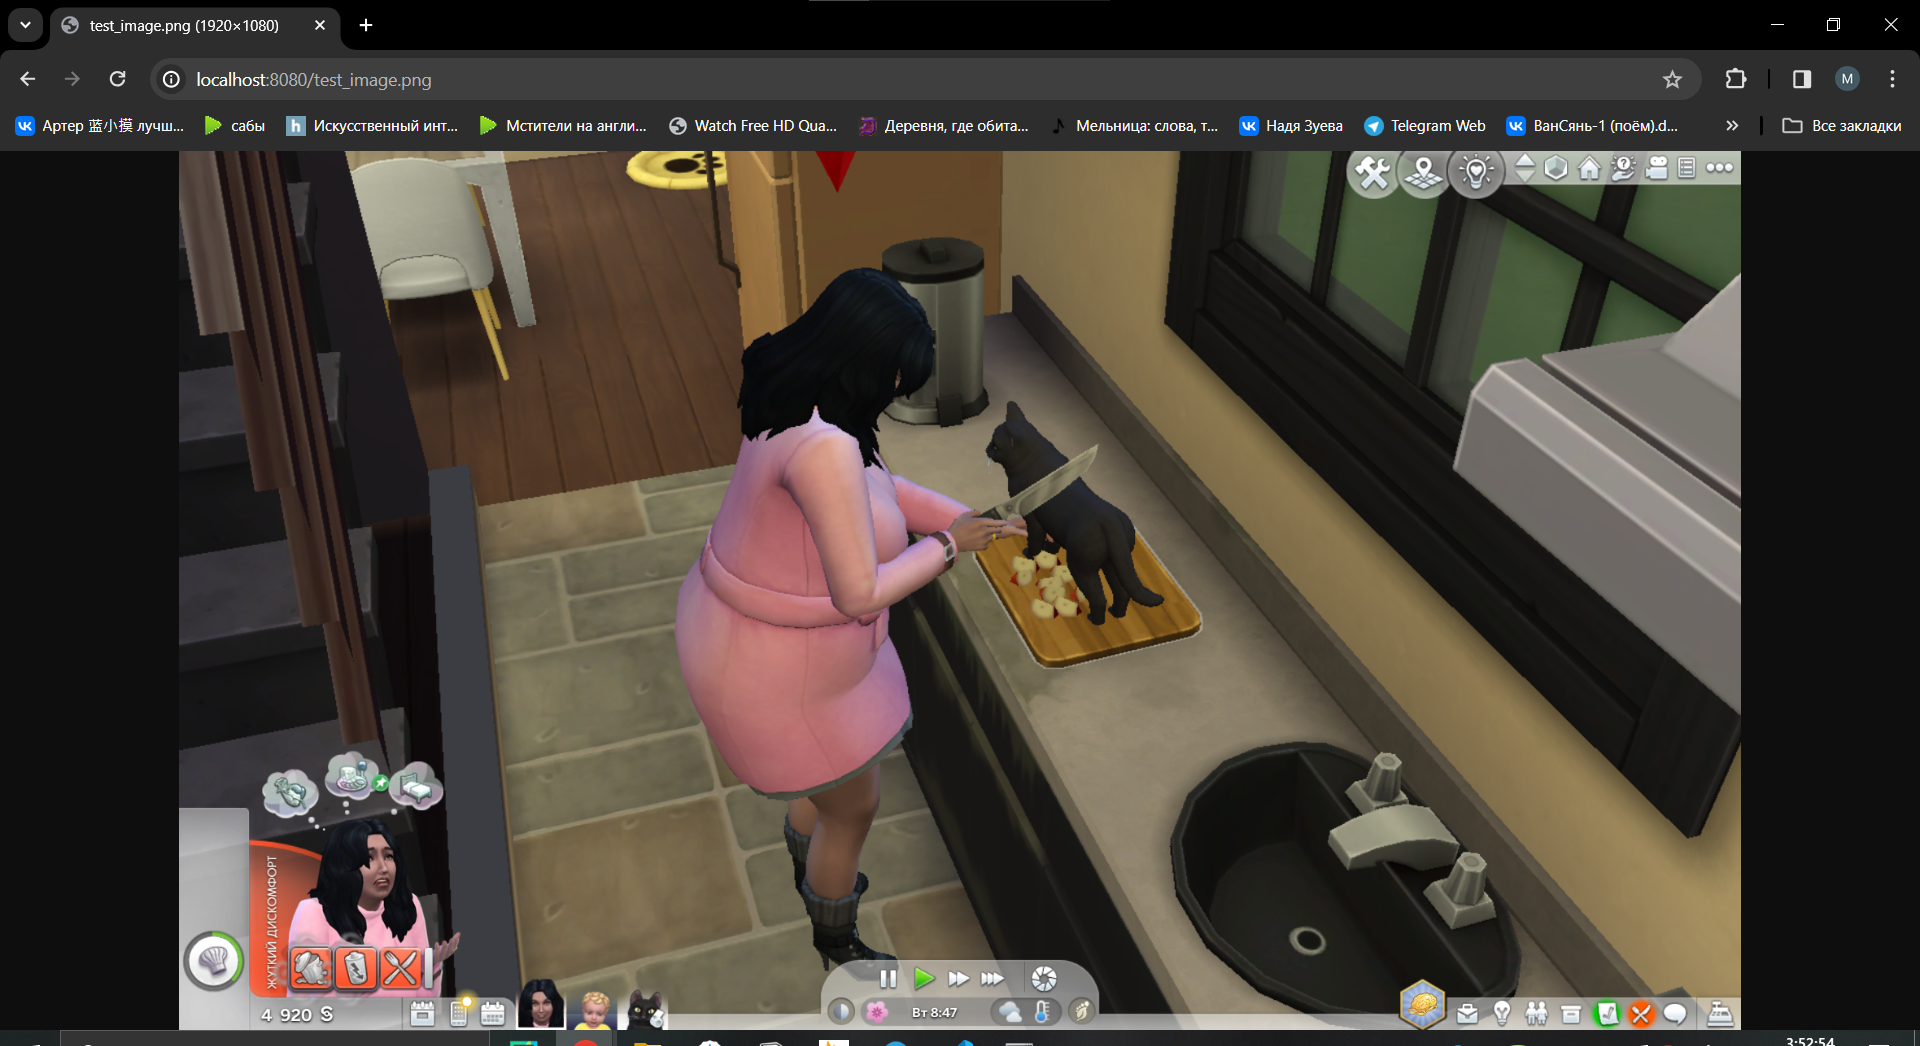 test_image.png (1920×1080)
localhost:8080/test_image.png
M
Артер 蓝小摸 лучш...
сабы
Искусственный инт...
Мстители на англи...
Watch Free HD Qua...
Деревня, где обита...
Мельница: слова, т...
Надя Зуева
Telegram Web
ВанСянь-1 (поём).d...
Все закладки
ЖУТКИЙ ДИСКОМФОРТ
4 920
Вт 8:47
3:52:54